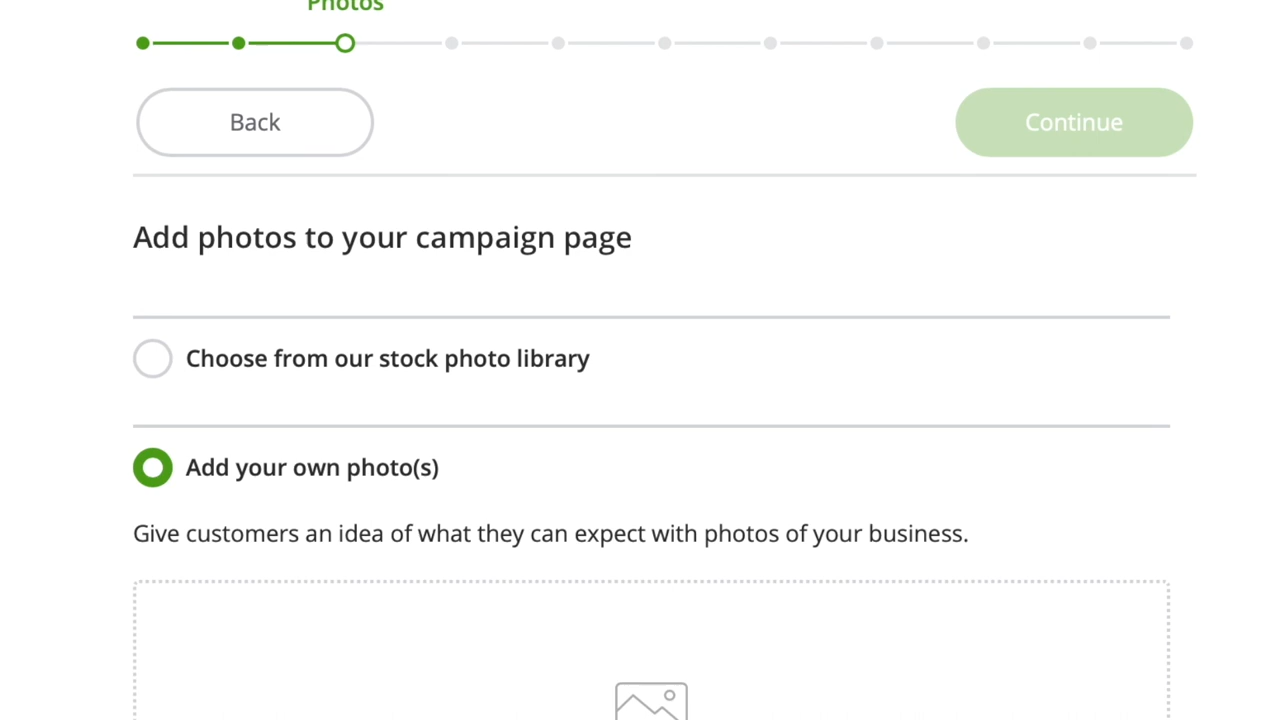 Photos
Back
Continue
Add photos to your campaign page
Choose from our stock photo library
Add your own photo(s)
Give customers an idea of what they can expect with photos of your business.